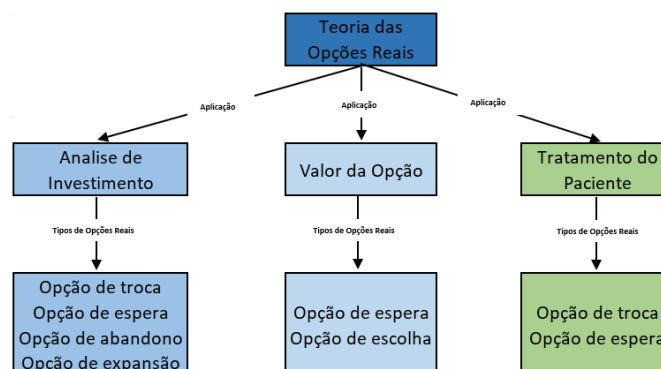 Teoria das
Opções Reais
Aplicação
Aplicação
Aplicação
Analise de
Investimento
Valor da Opção
Tratamento do
Paciente
Tipos de Opções Reais
Tipos de Opções Reais
Tipos de Opções Reais
Opção de troca
Opção de espera
Opção de abandono
Opção de expansão
Opção de espera
Opção de escolha
Opção de troca
Opção de espera